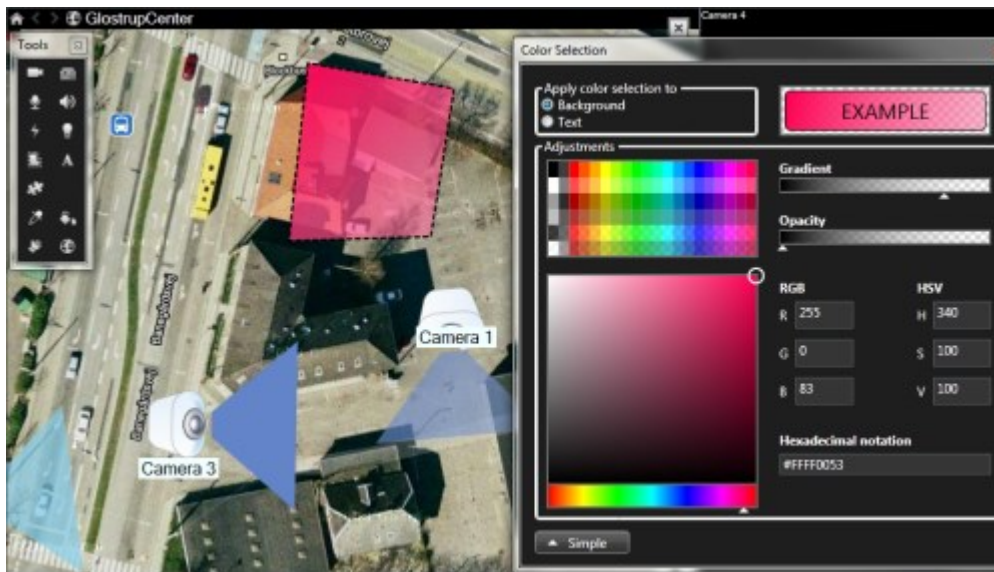 GlostrupCenter
Camera 4
Tools
A
Camera 1
Camera 3
Color Selection
Apply color selection to
Background
Text
EXAMPLE
Adjustments
Gradient
Opacity
RGB
HSV
R 255
H 340
G 0
S 100
B 83
V 100
Hexadecimal notation
#FFFF0053
Simple